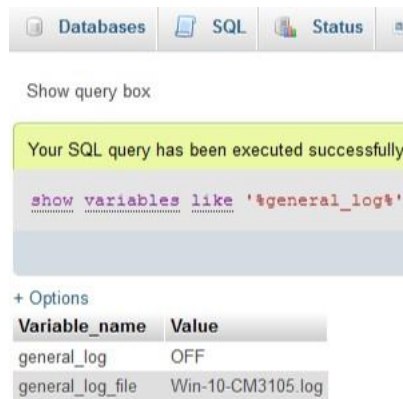 Databases SQL Status
Show query box
Your SQL query has been executed successfully
show variables like '%general_log%'
+ Options
Variable_name Value
general_log OFF
general_log_file Win-10-CM3105.log